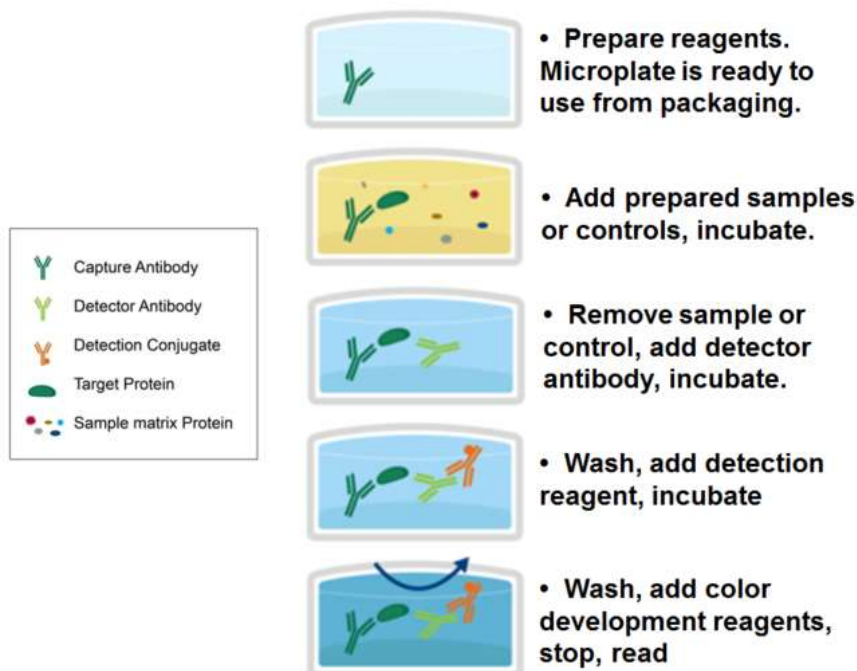 • Prepare reagents.
Microplate is ready to
use from packaging.
• Add prepared samples
or controls, incubate.
Capture Antibody
Detector Antibody
Detection Conjugate
Target Protein
Sample matrix Protein
• Remove sample or
control, add detector
antibody, incubate.
• Wash, add detection
reagent, incubate
• Wash, add color
development reagents,
stop, read